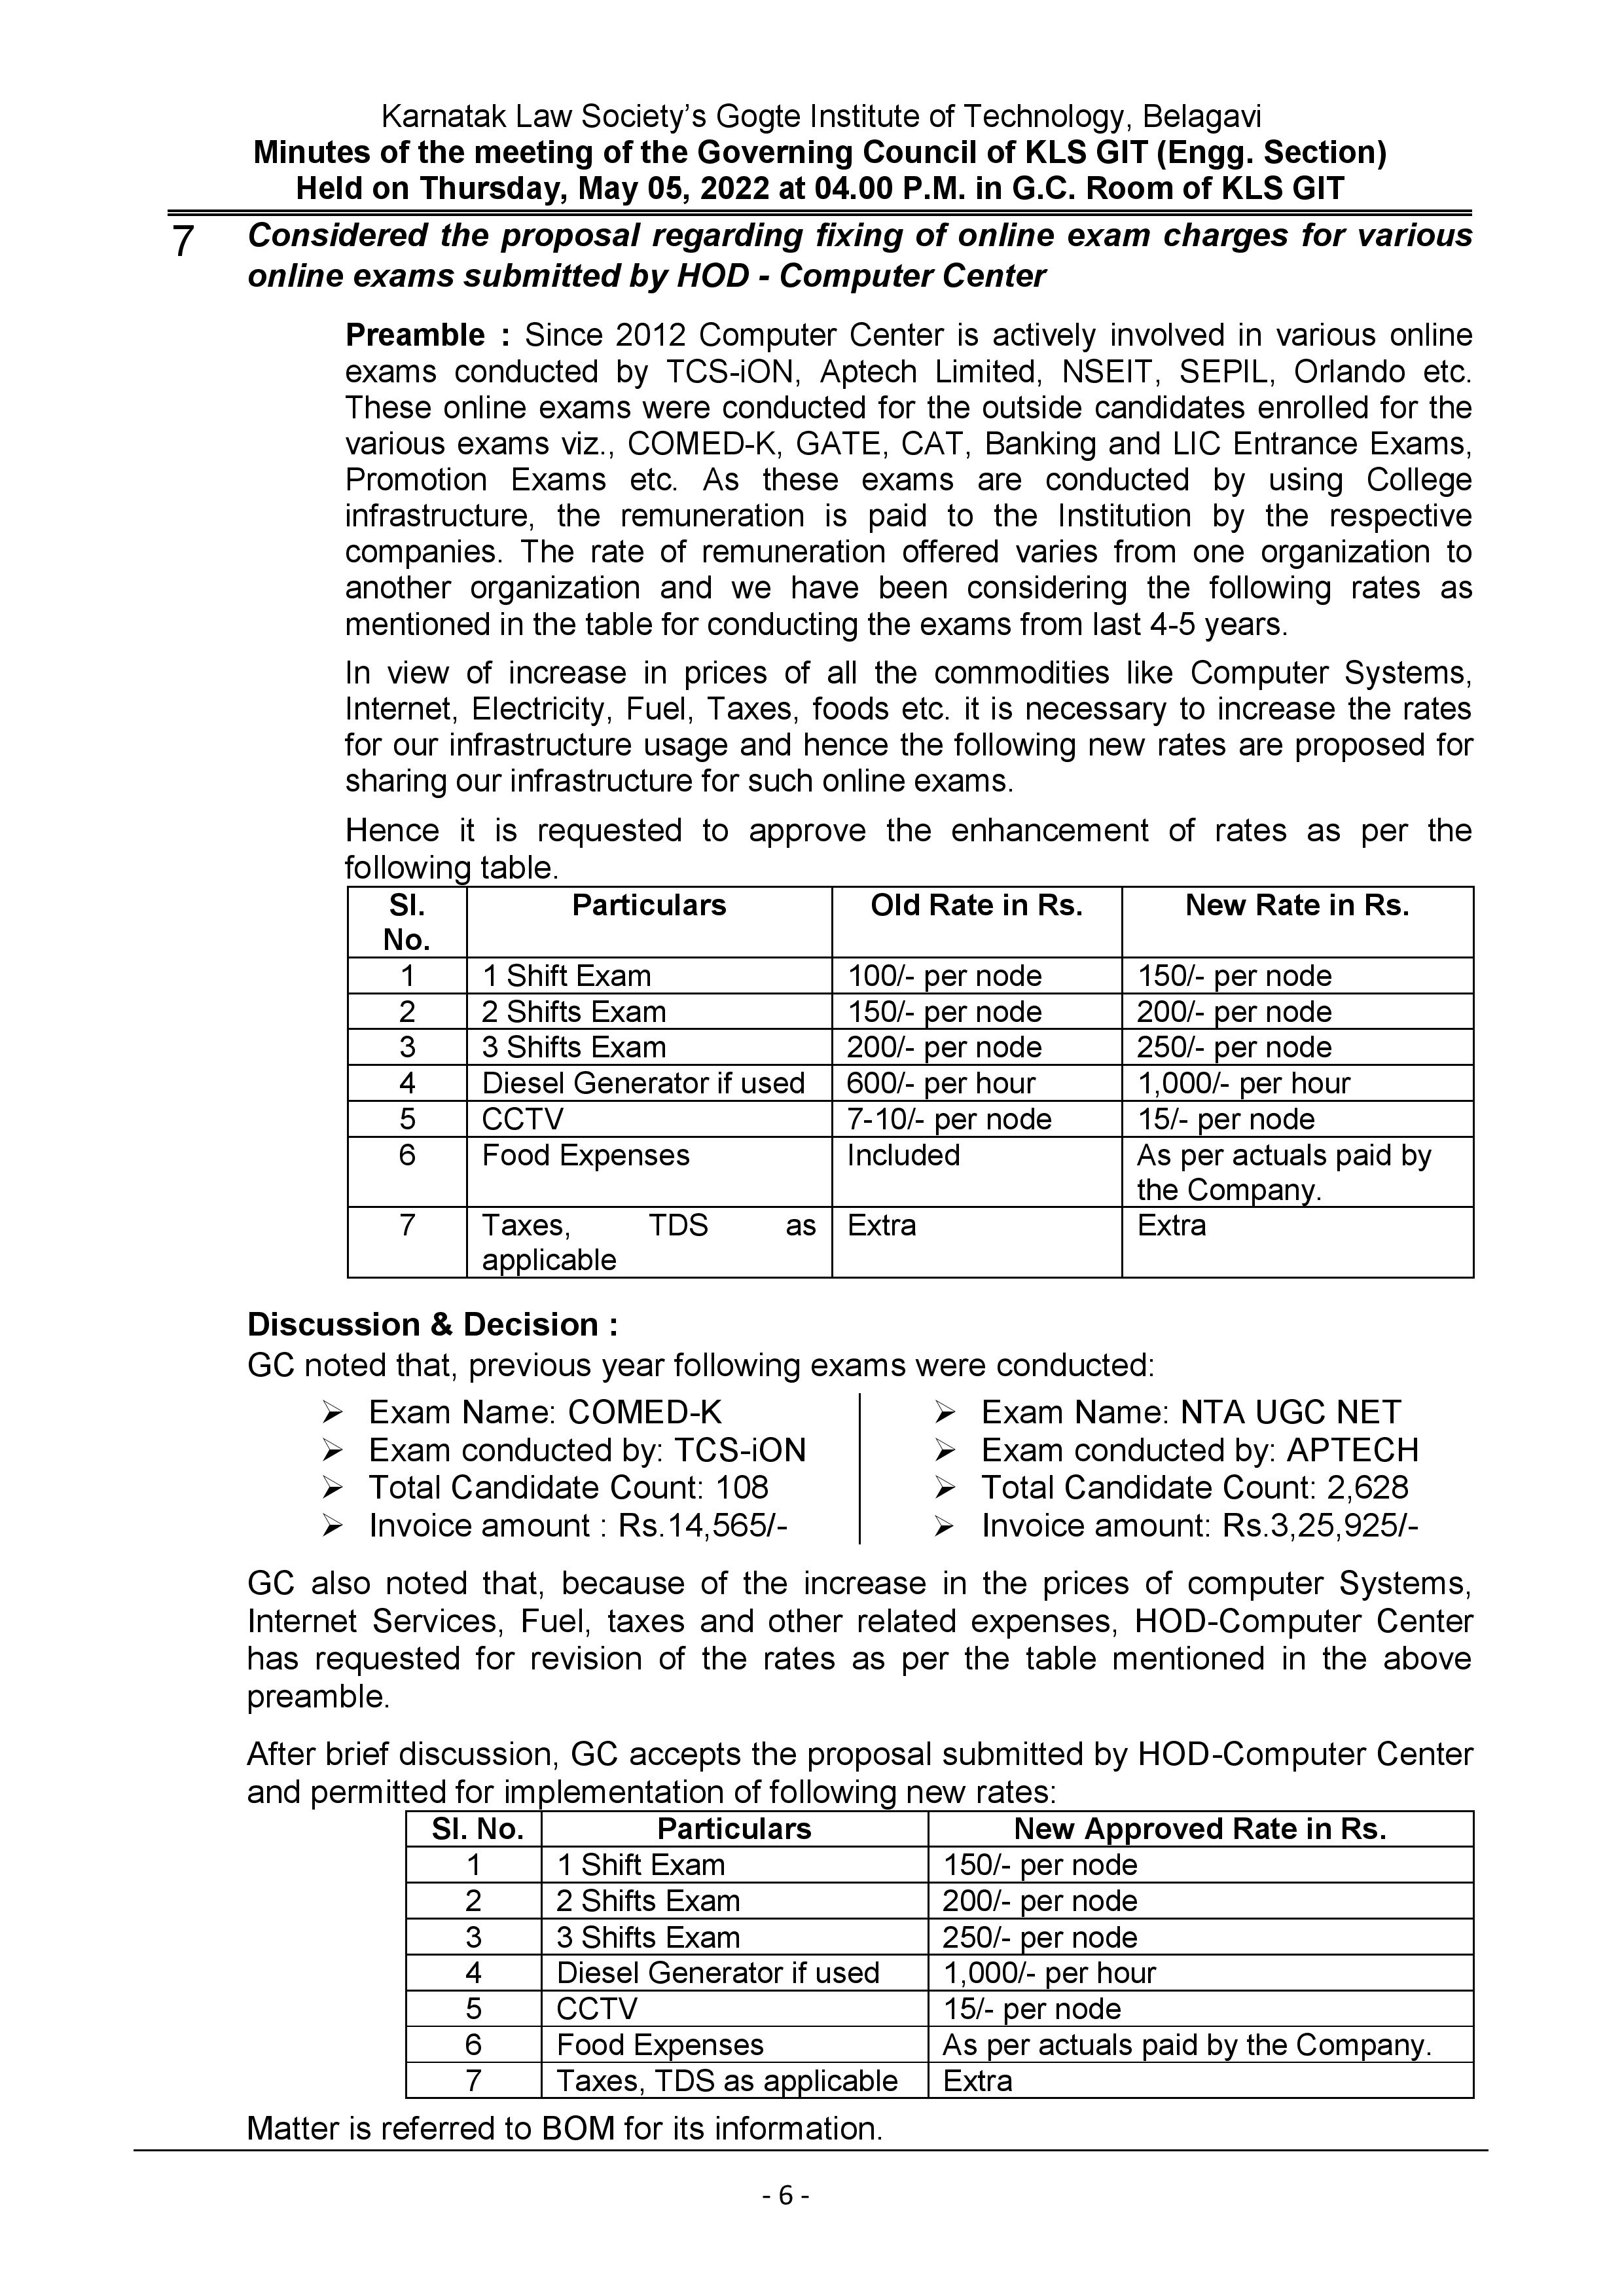 Karnatak Law Society’s Gogte Institute of Technology, Belagavi
Minutes of the meeting of the Governing Council of KLS GIT (Engg. Section)
Held on Thursday, May 05, 2022 at 04.00 P.M. in G.C. Room of KLS GIT
7 Considered the proposal regarding fixing of online exam charges for various
online exams submitted by HOD - Computer Center
Preamble : Since 2012 Computer Center is actively involved in various online
exams conducted by TCS-iON, Aptech Limited, NSEIT, SEPIL, Orlando etc.
These online exams were conducted for the outside candidates enrolled for the
various exams viz., COMED-K, GATE, CAT, Banking and LIC Entrance Exams,
Promotion Exams etc. As these exams are conducted by using College
infrastructure, the remuneration is paid to the Institution by the respective
companies. The rate of remuneration offered varies from one organization to
another organization and we have been considering the following rates as
mentioned in the table for conducting the exams from last 4-5 years.
In view of increase in prices of all the commodities like Computer Systems,
Internet, Electricity, Fuel, Taxes, foods etc. it is necessary to increase the rates
for our infrastructure usage and hence the following new rates are proposed for
sharing our infrastructure for such online exams.
Hence it is requested to approve the enhancement of rates as per the
following table.
Sl. Particulars Old Rate in Rs. New Rate in Rs.
No.
1 1 Shift Exam 100/- per node 150/- per node
2 2 Shifts Exam 150/- per node 200/- per node
3 3 Shifts Exam 200/- per node 250/- per node
4 Diesel Generator if used 600/- per hour 1,000/- per hour
5 CCTV 7-10/- per node 15/- per node
6 Food Expenses Included As per actuals paid by
the Company.
7 Taxes, TDS as Extra Extra
applicable
Discussion & Decision :
GC noted that, previous year following exams were conducted:
➢ Exam Name: COMED-K ➢ Exam Name: NTA UGC NET
➢ Exam conducted by: TCS-iON ➢ Exam conducted by: APTECH
➢ Total Candidate Count: 108 ➢ Total Candidate Count: 2,628
➢ Invoice amount : Rs.14,565/- ➢ Invoice amount: Rs.3,25,925/-
GC also noted that, because of the increase in the prices of computer Systems,
Internet Services, Fuel, taxes and other related expenses, HOD-Computer Center
has requested for revision of the rates as per the table mentioned in the above
preamble.
After brief discussion, GC accepts the proposal submitted by HOD-Computer Center
and permitted for implementation of following new rates:
Sl. No. Particulars New Approved Rate in Rs.
1 1 Shift Exam 150/- per node
2 2 Shifts Exam 200/- per node
3 3 Shifts Exam 250/- per node
4 Diesel Generator if used 1,000/- per hour
5 CCTV 15/- per node
6 Food Expenses As per actuals paid by the Company.
7 Taxes, TDS as applicable Extra
Matter is referred to BOM for its information.
- 6 -